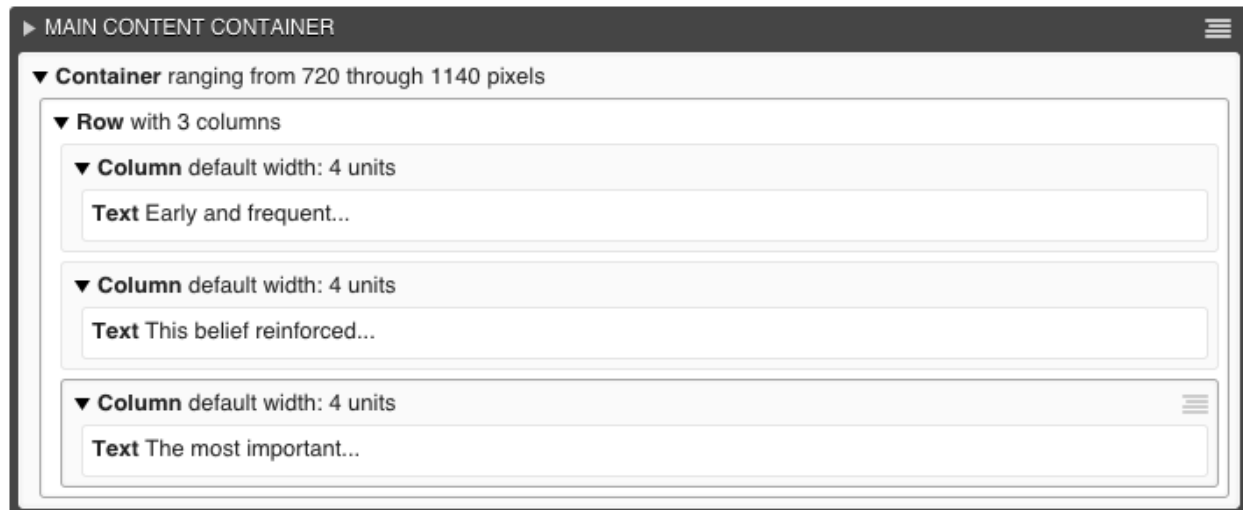 MAIN CONTENT CONTAINER
Container ranging from 720 through 1140 pixels
Row with 3 columns
Column default width: 4 units
Text Early and frequent...
Column default width: 4 units
Text This belief reinforced...
Column default width: 4 units
Text The most important...